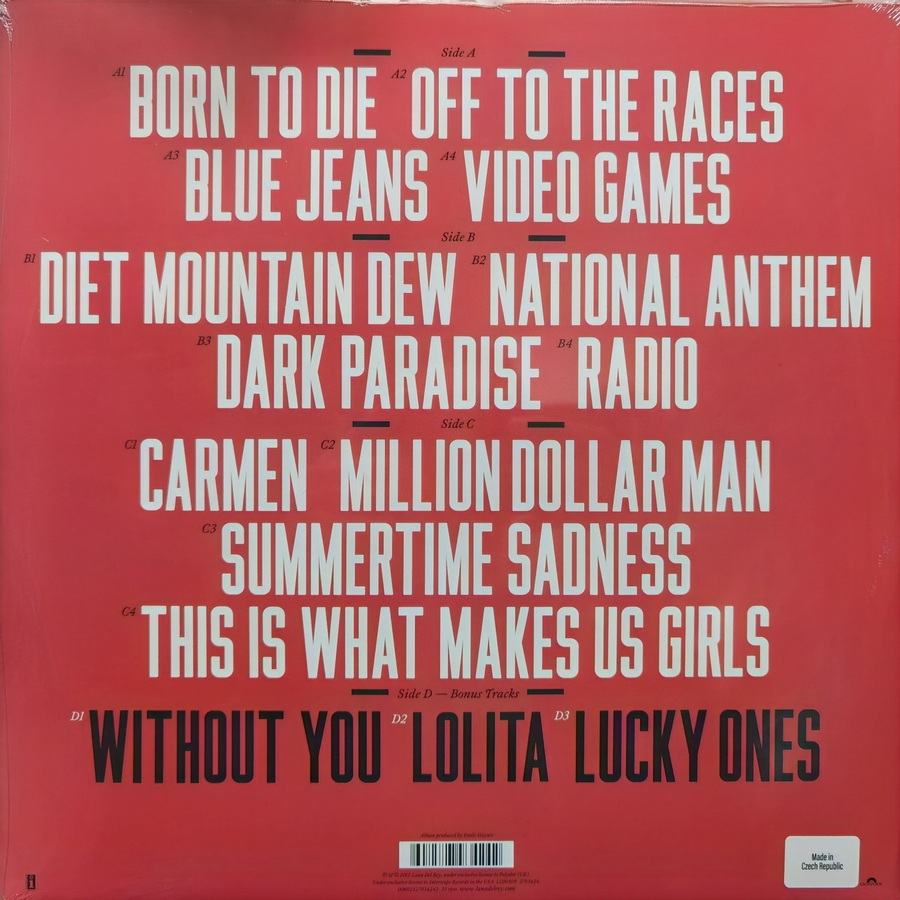 Side A
A1 BORN TO DIE A2 OFF TO THE RACES
A3 BLUE JEANS A4 VIDEO GAMES
Side B
B1 DIET MOUNTAIN DEW B2 NATIONAL ANTHEM
B3 DARK PARADISE B4 RADIO
Side C
C1 CARMEN C2 MILLION DOLLAR MAN
C3 SUMMERTIME SADNESS
C4 THIS IS WHAT MAKES US GIRLS
Side D — Bonus Tracks
D1 WITHOUT YOU D2 LOLITA D3 LUCKY ONES
Album produced by Emile Haynie
Made in
Czech Republic